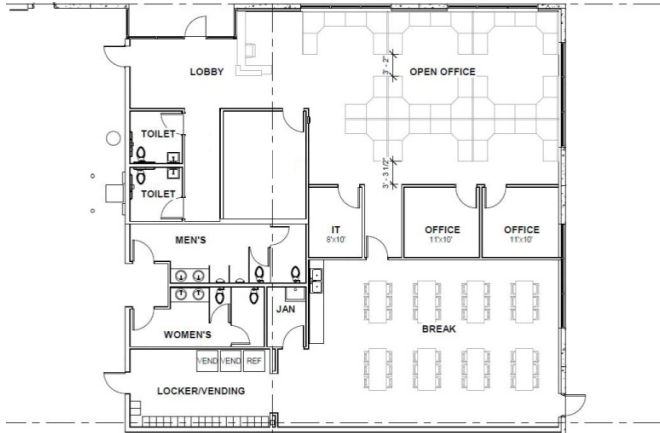 LOBBY
OPEN OFFICE
3' - 2"
TOILET
3' - 3 1/2"
TOILET
IT
8'x10'
OFFICE
11'x10'
OFFICE
11'x10'
MEN'S
JAN
BREAK
WOMEN'S
VEND VEND REF
LOCKER/VENDING